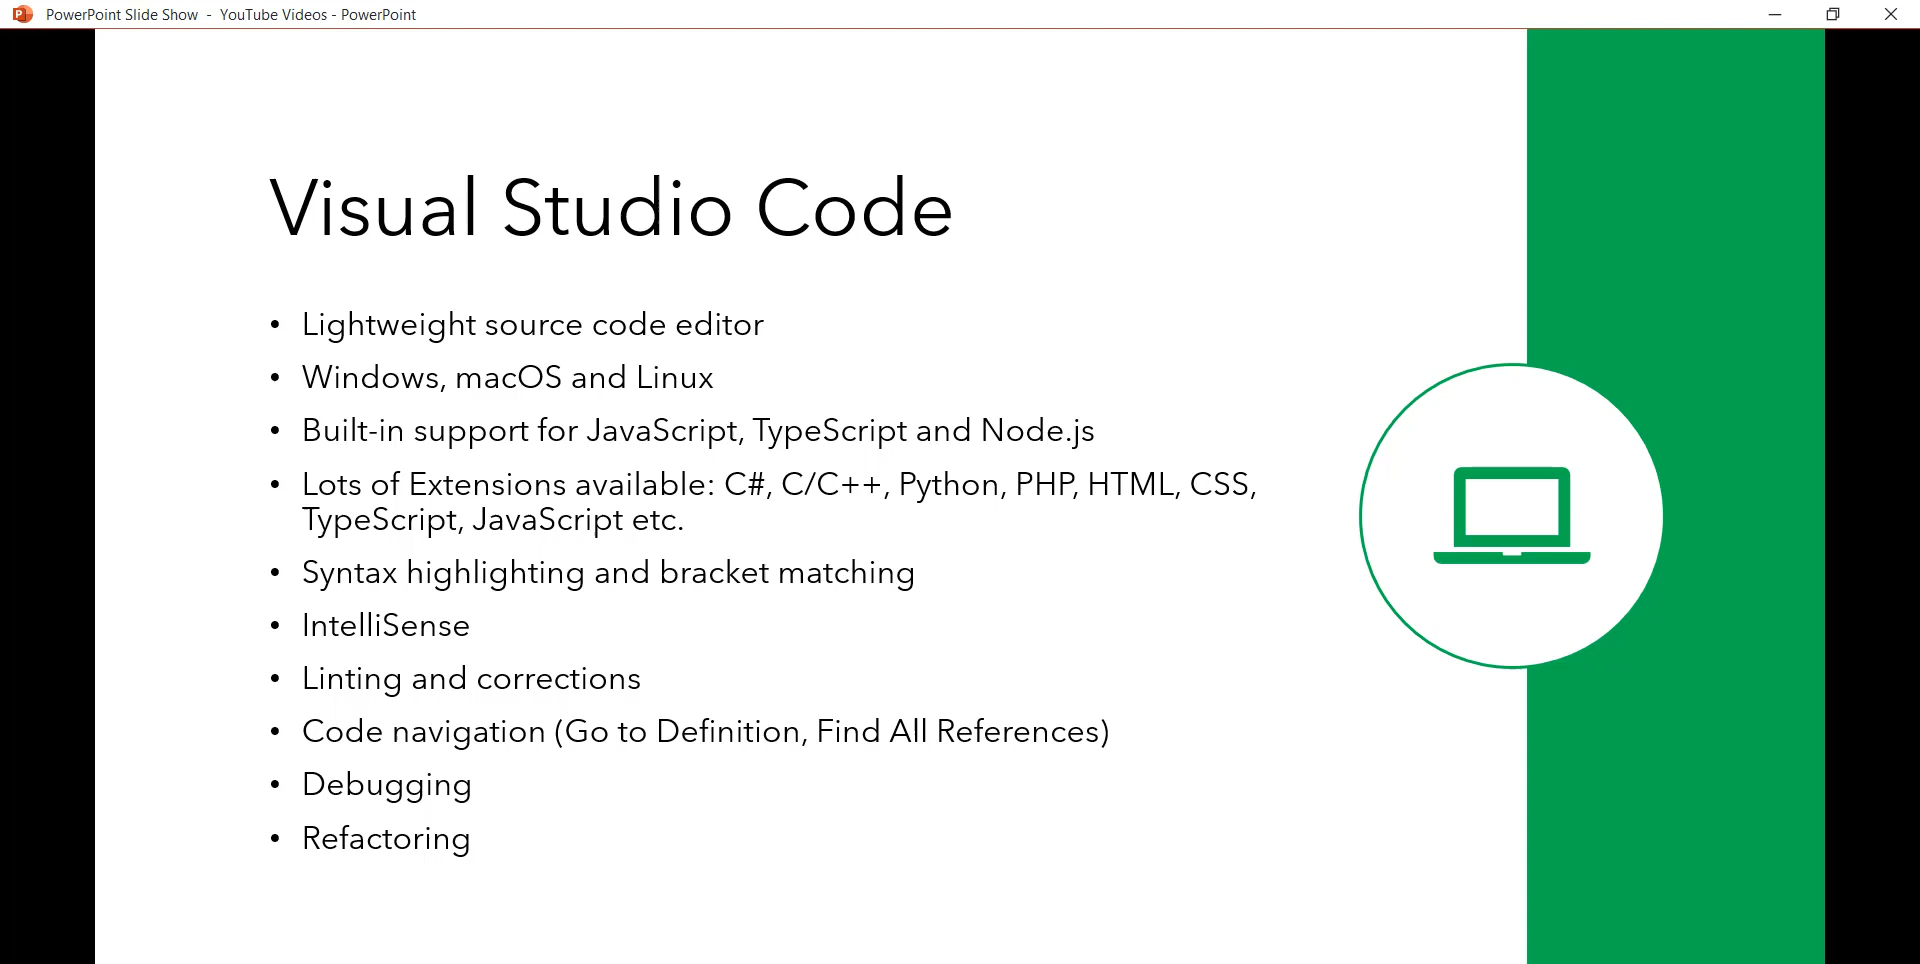 PowerPoint Slide Show - YouTube Videos - PowerPoint
Visual Studio Code
• Lightweight source code editor
• Windows, macOS and Linux
• Built-in support for JavaScript, TypeScript and Node.js
• Lots of Extensions available: C#, C/C++, Python, PHP, HTML, CSS,
TypeScript, JavaScript etc.
• Syntax highlighting and bracket matching
• IntelliSense
• Linting and corrections
• Code navigation (Go to Definition, Find All References)
• Debugging
• Refactoring